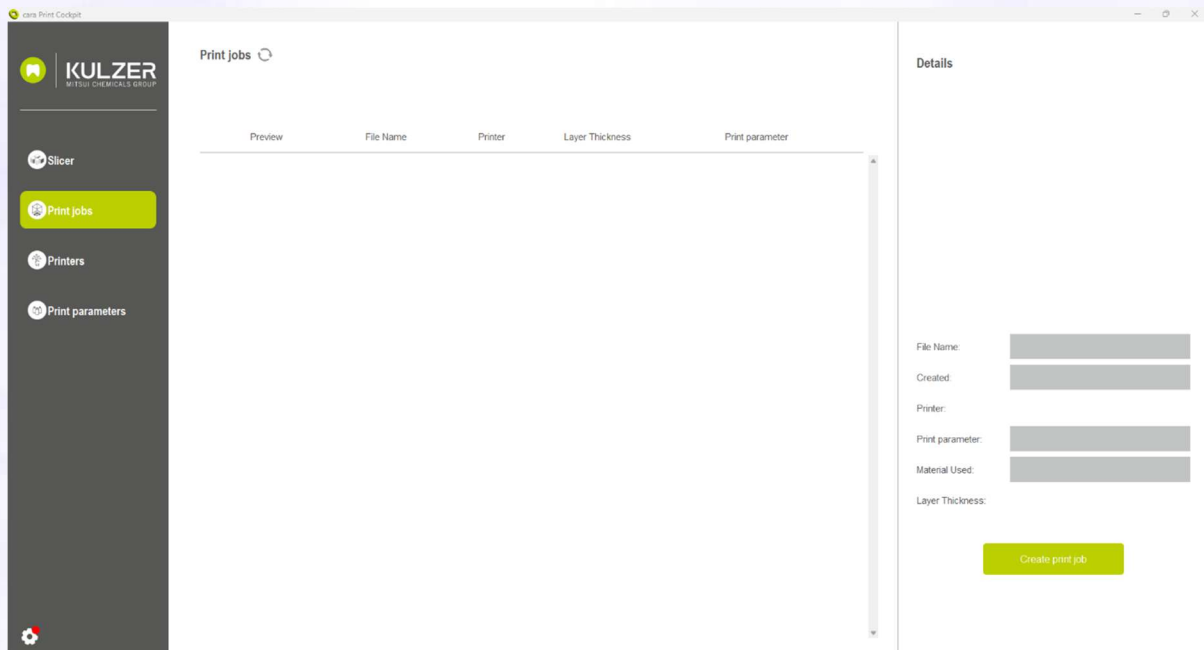 cara Print Cockpit
KULZER
MITSUI CHEMICALS GROUP
Slicer
Print jobs
Printers
Print parameters
Print jobs
Preview File Name Printer Layer Thickness Print parameter
Details
File Name:
Created:
Printer:
Print parameter:
Material Used:
Layer Thickness:
Create print job